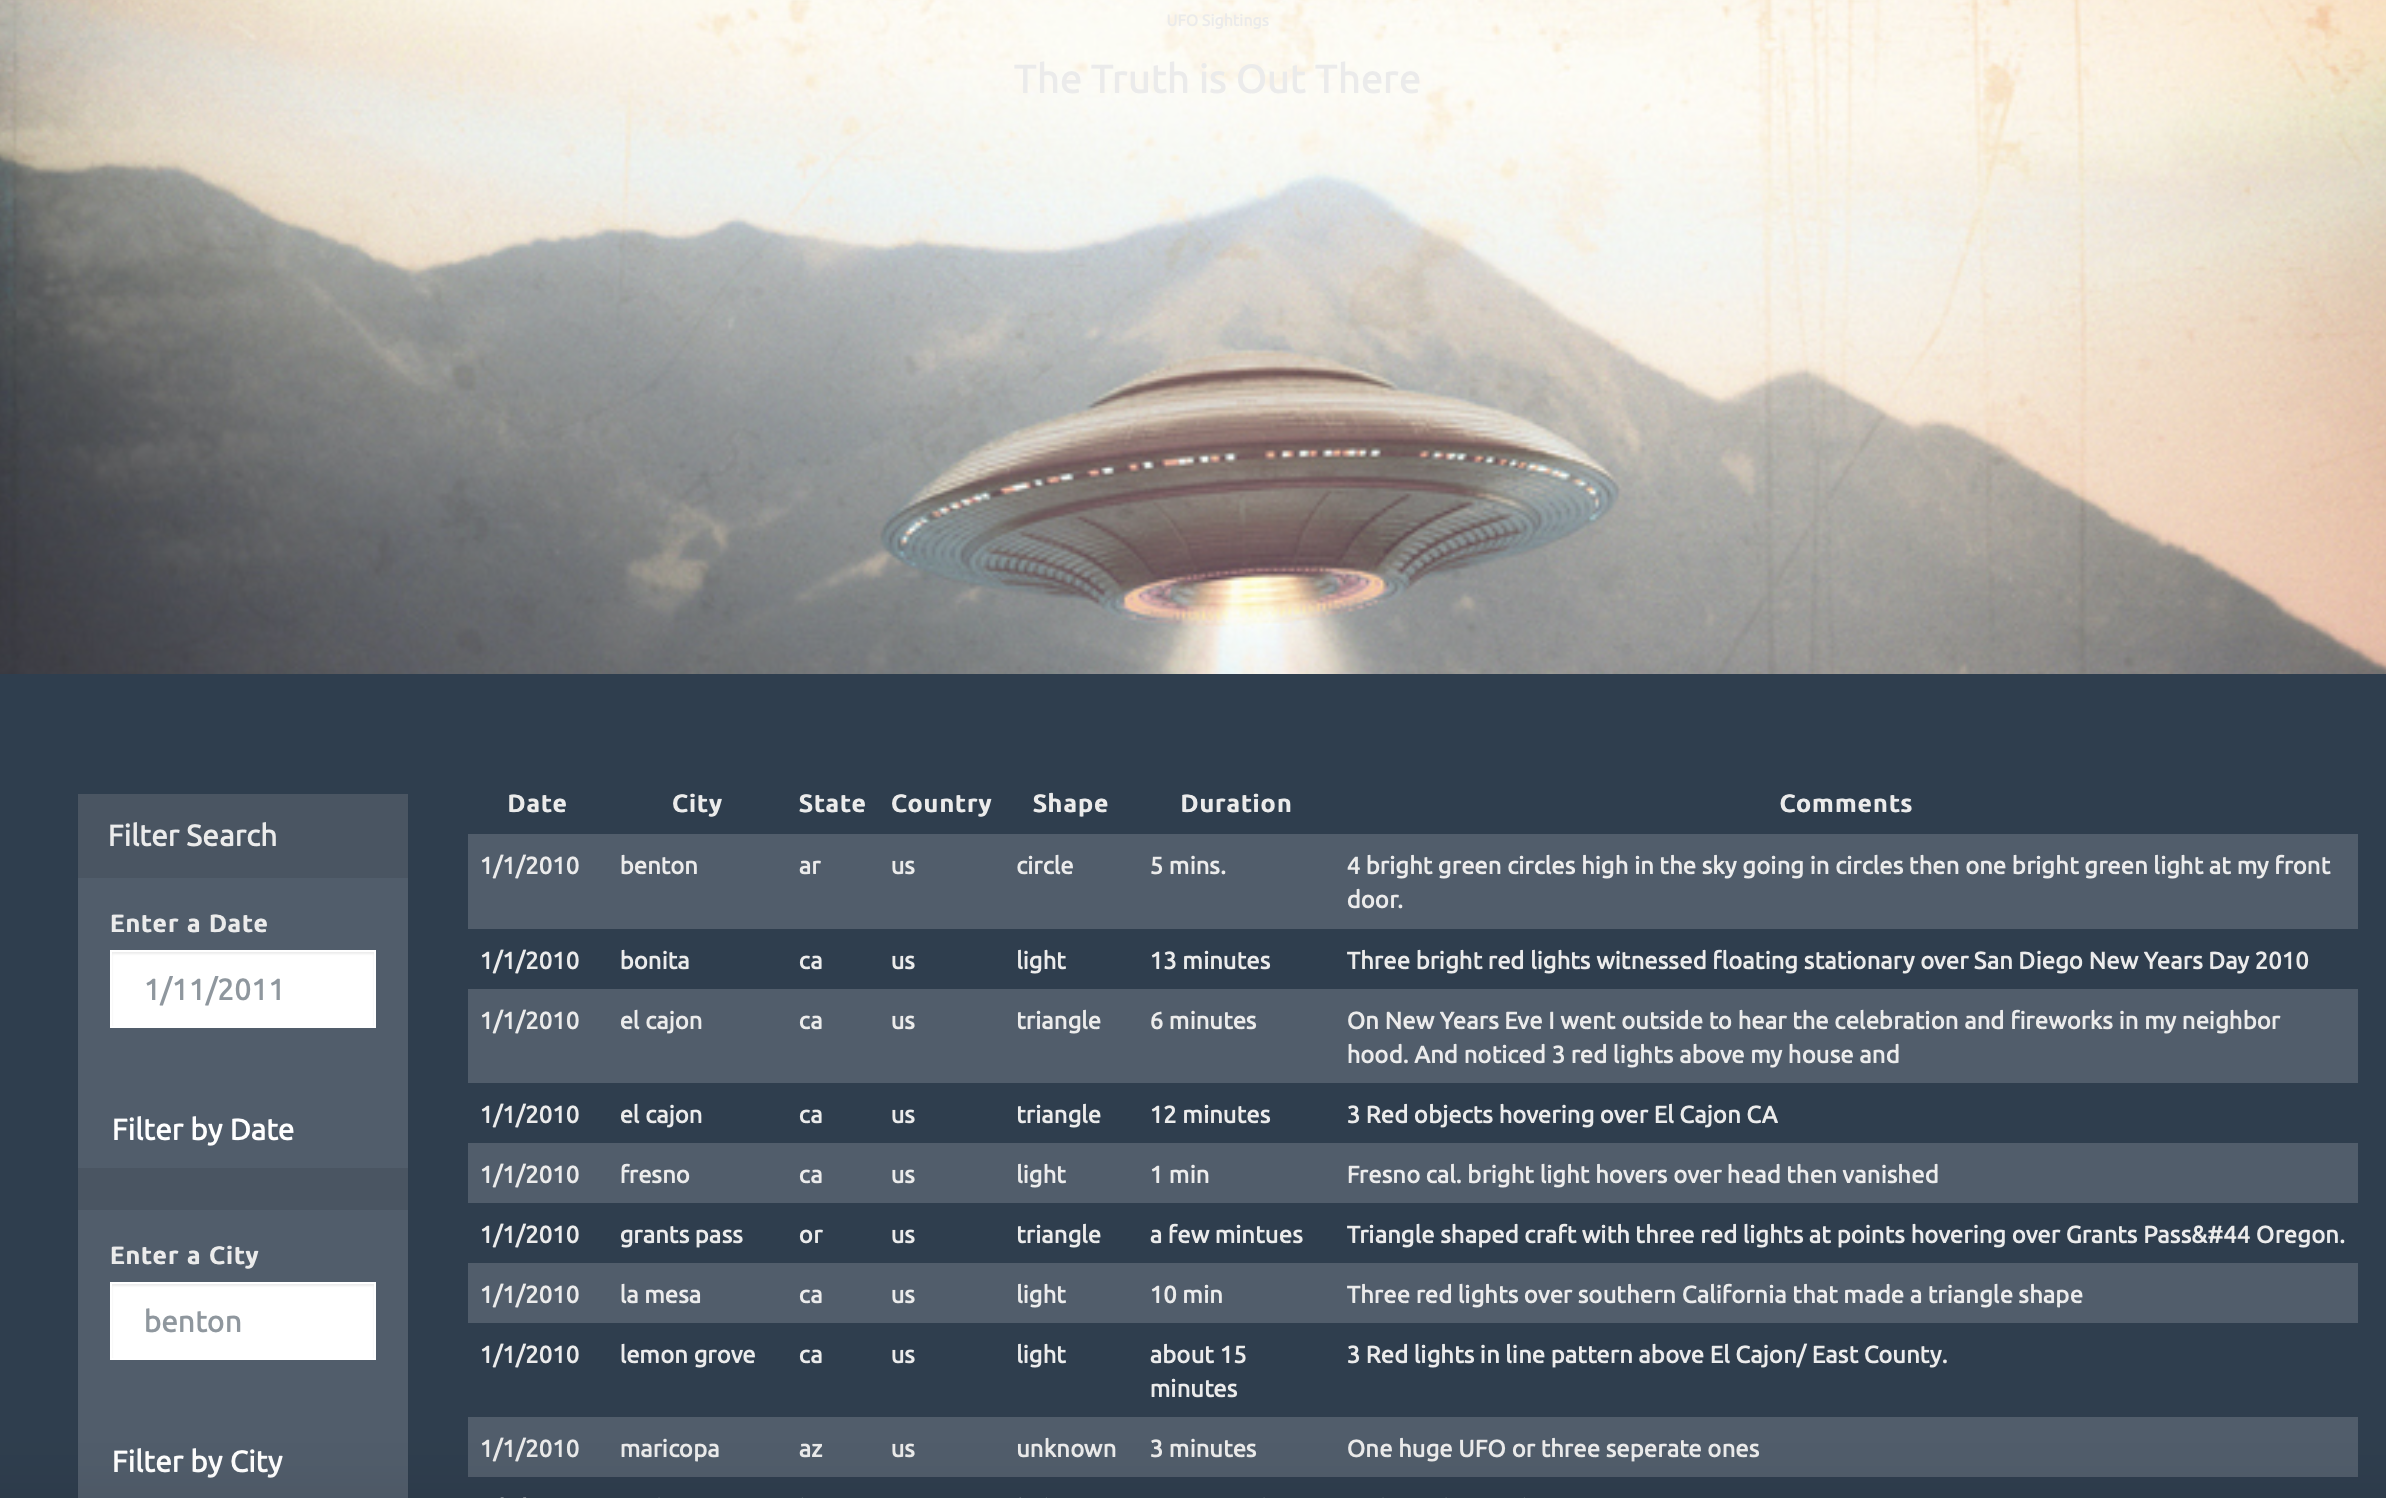 UFO Sightings
The Truth is Out There
Filter Search
Enter a Date
1/11/2011
Filter by Date
Enter a City
benton
Filter by City
Date City State Country Shape Duration Comments
1/1/2010 benton ar us circle 5 mins. 4 bright green circles high in the sky going in circles then one bright green light at my front
door.
1/1/2010 bonita ca us light 13 minutes Three bright red lights witnessed floating stationary over San Diego New Years Day 2010
1/1/2010 el cajon ca us triangle 6 minutes On New Years Eve I went outside to hear the celebration and fireworks in my neighbor
hood. And noticed 3 red lights above my house and
1/1/2010 el cajon ca us triangle 12 minutes 3 Red objects hovering over El Cajon CA
1/1/2010 fresno ca us light 1 min Fresno cal. bright light hovers over head then vanished
1/1/2010 grants pass or us triangle a few mintues Triangle shaped craft with three red lights at points hovering over Grants Pass&#44 Oregon.
1/1/2010 la mesa ca us light 10 min Three red lights over southern California that made a triangle shape
1/1/2010 lemon grove ca us light about 15 3 Red lights in line pattern above El Cajon/ East County.
minutes
1/1/2010 maricopa az us unknown 3 minutes One huge UFO or three seperate ones